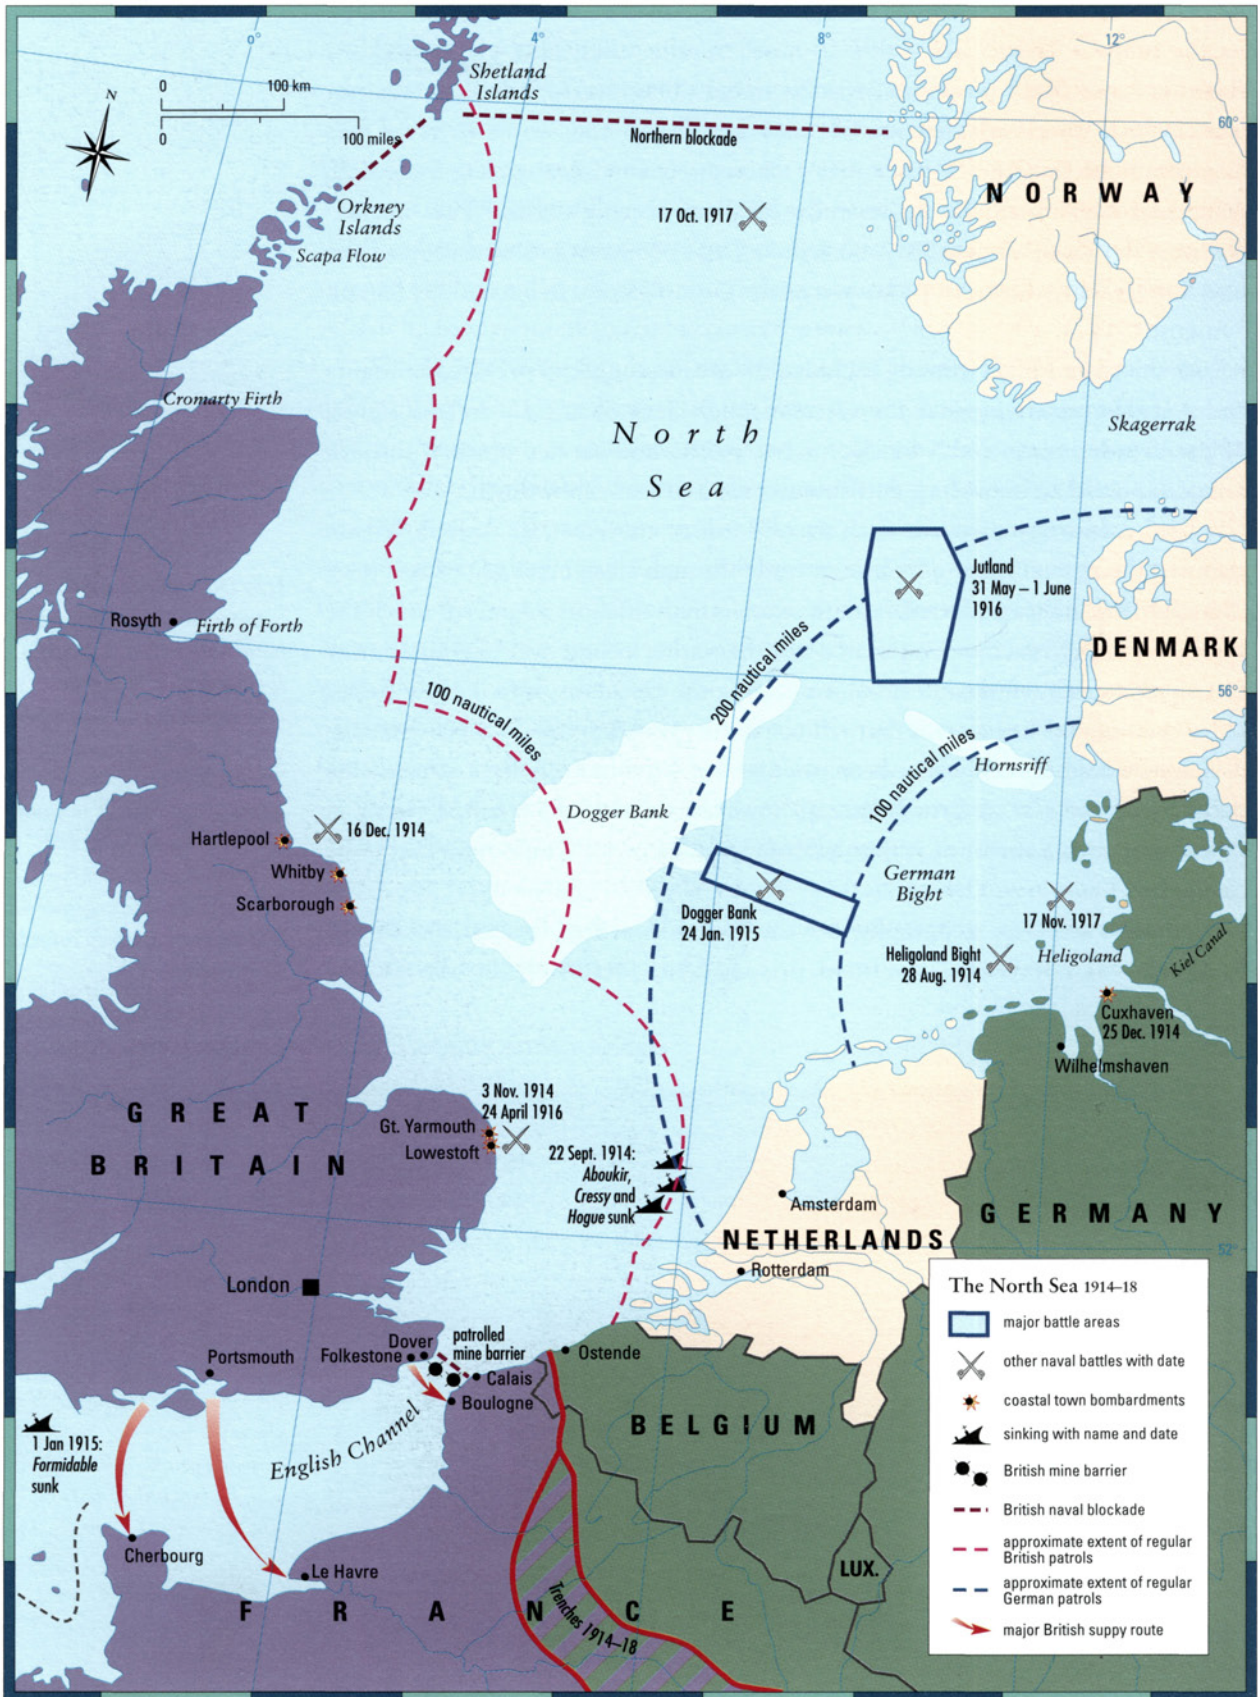 0°
4°
8°
12°
Shetland
Islands
0
100 km
0
100 miles
N
60°
Northern blockade
NORWAY
17 Oct. 1917
Orkney
Islands
Scapa Flow
Cromarty Firth
North
Sea
Skagerrak
Jutland
31 May – 1 June
1916
Rosyth
Firth of Forth
DENMARK
200 nautical miles
56°
100 nautical miles
100 nautical miles
Hornsriff
Dogger Bank
16 Dec. 1914
Hartlepool
Whitby
Scarborough
German
Bight
Dogger Bank
24 Jan. 1915
17 Nov. 1917
Heligoland Bight
28 Aug. 1914
Heligoland
Kiel Canal
Cuxhaven
25 Dec. 1914
Wilhelmshaven
GREAT
BRITAIN
3 Nov. 1914
24 April 1916
Gt. Yarmouth
Lowestoft
22 Sept. 1914:
Aboukir,
Cressy and
Hogue sunk
Amsterdam
GERMANY
NETHERLANDS
52°
Rotterdam
London
Dover
Folkestone
patrolled
mine barrier
Ostende
Portsmouth
Calais
Boulogne
BELGIUM
English Channel
1 Jan 1915:
Formidable
sunk
Cherbourg
Le Havre
LUX.
FRANCE
Trenches 1914–18
The North Sea 1914–18
major battle areas
other naval battles with date
coastal town bombardments
sinking with name and date
British mine barrier
British naval blockade
approximate extent of regular
British patrols
approximate extent of regular
German patrols
major British supply route